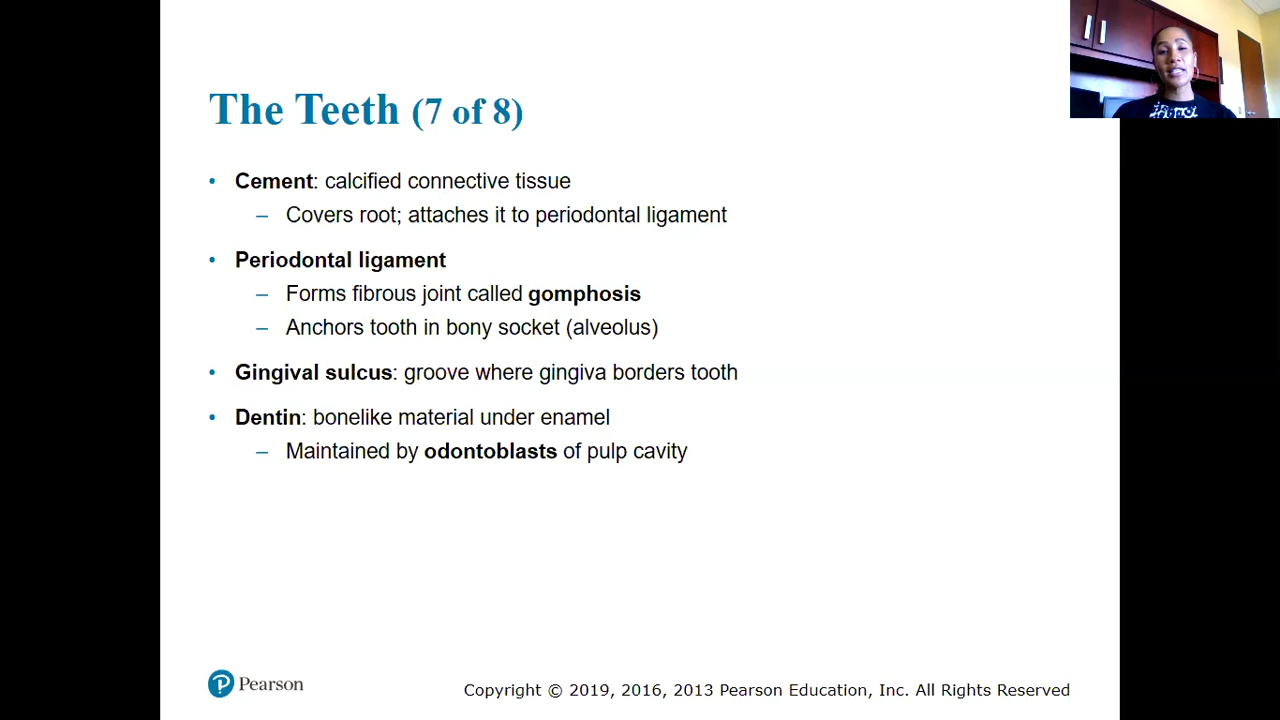 The Teeth (7 of 8)
• Cement: calcified connective tissue
– Covers root; attaches it to periodontal ligament
• Periodontal ligament
– Forms fibrous joint called gomphosis
– Anchors tooth in bony socket (alveolus)
• Gingival sulcus: groove where gingiva borders tooth
• Dentin: bonelike material under enamel
– Maintained by odontoblasts of pulp cavity
Pearson
Copyright © 2019, 2016, 2013 Pearson Education, Inc. All Rights Reserved